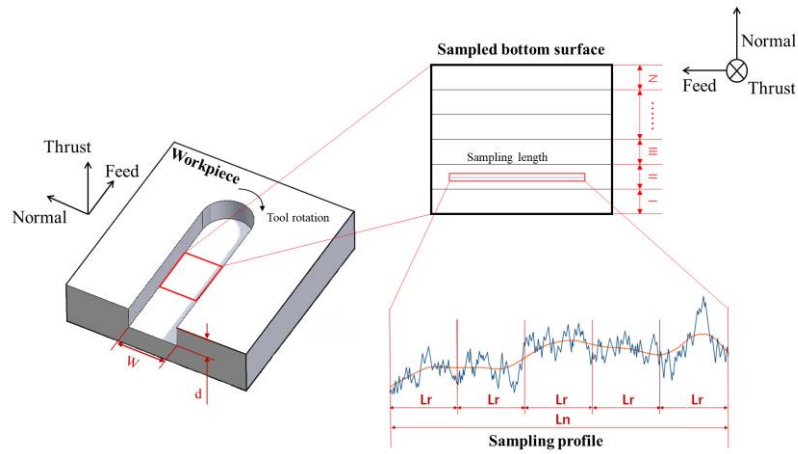 Normal
Feed
Thrust
Sampled bottom surface
N
......
III
II
I
Sampling length
Thrust
Feed
Normal
Workpiece
Tool rotation
W
d
Lr Lr Lr Lr Lr
Ln
Sampling profile